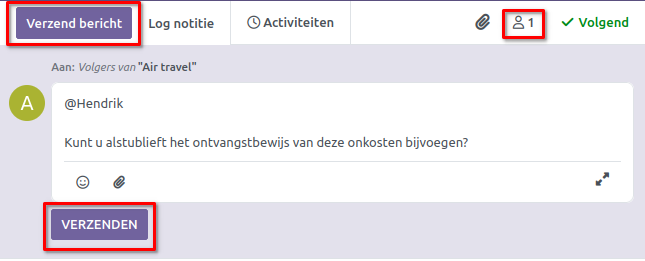 Verzend bericht Log notitie Activiteiten 1 Volgend
Aan: Volgers van "Air travel"
A
@Hendrik
Kunt u alstublieft het ontvangstbewijs van deze onkosten bijvoegen?
VERZENDEN